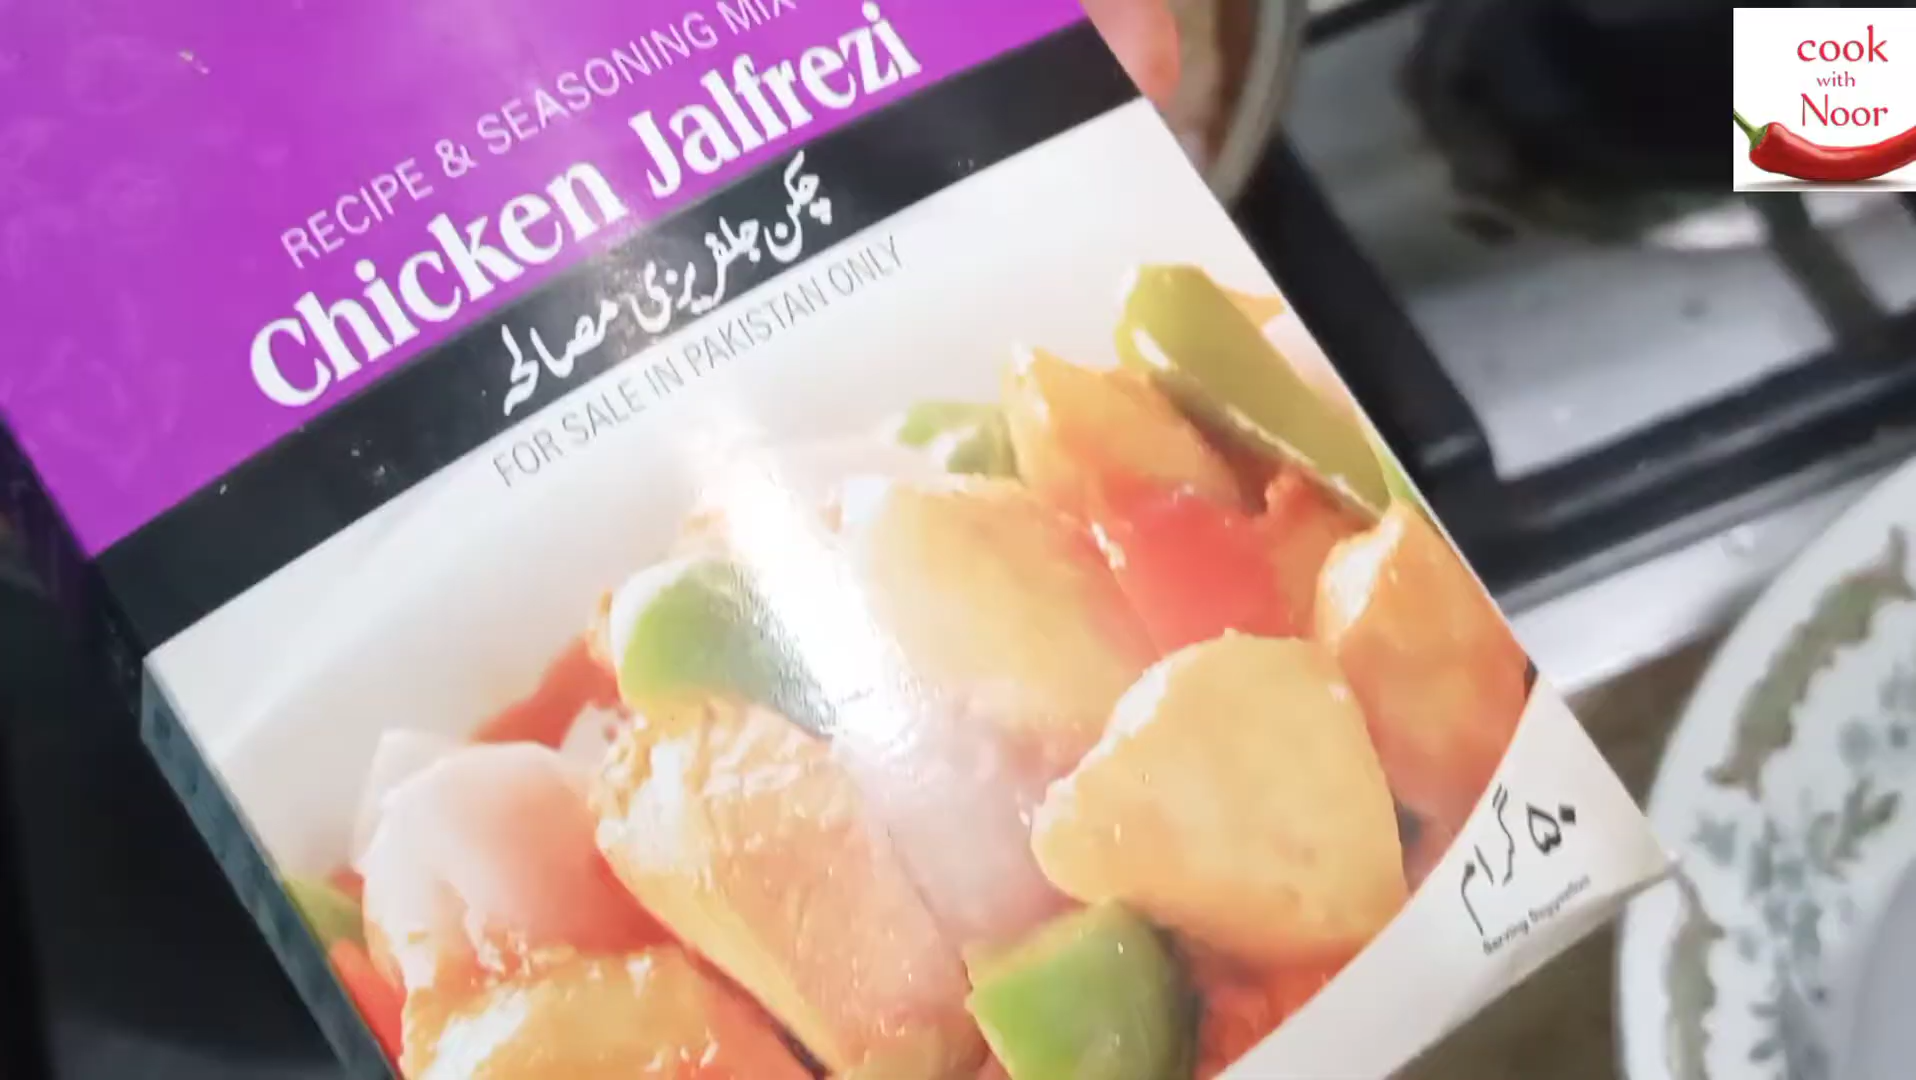 RECIPE & SEASONING MIX
Chicken Jalfrezi
چکن جلفریزی مصالحہ
FOR SALE IN PAKISTAN ONLY
۵۰ گرام
Serving Suggestion
cook
with
Noor